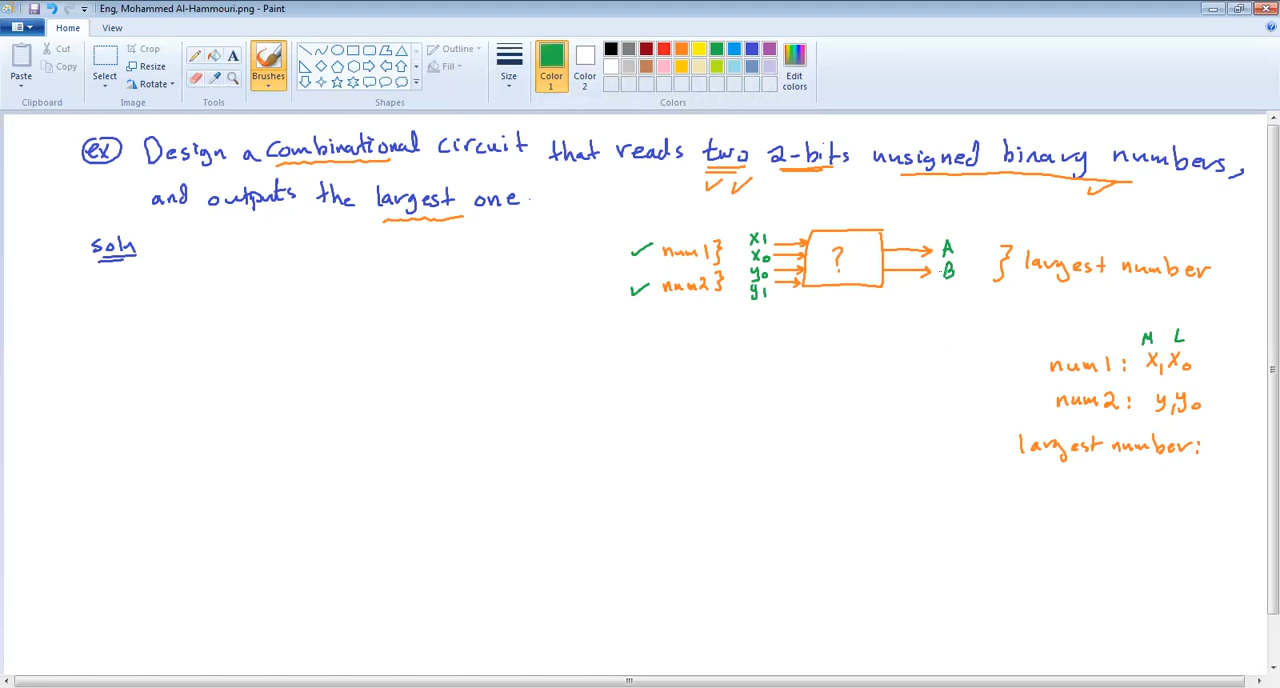 Eng, Mohammed Al-Hammouri.png - Paint
Home View
Paste Cut Copy Clipboard
Select Crop Resize Rotate Image
A Tools
Brushes
Outline Fill Shapes
Size
Color 1 Color 2 Edit colors Colors
ex Design a combinational circuit that reads two 2-bits unsigned binary numbers,
and outputs the largest one.
soln
num1} x1 x0
num2} y0 y1
?
A
B
} largest number
M L
num1: x1x0
num2: y1y0
largest number: